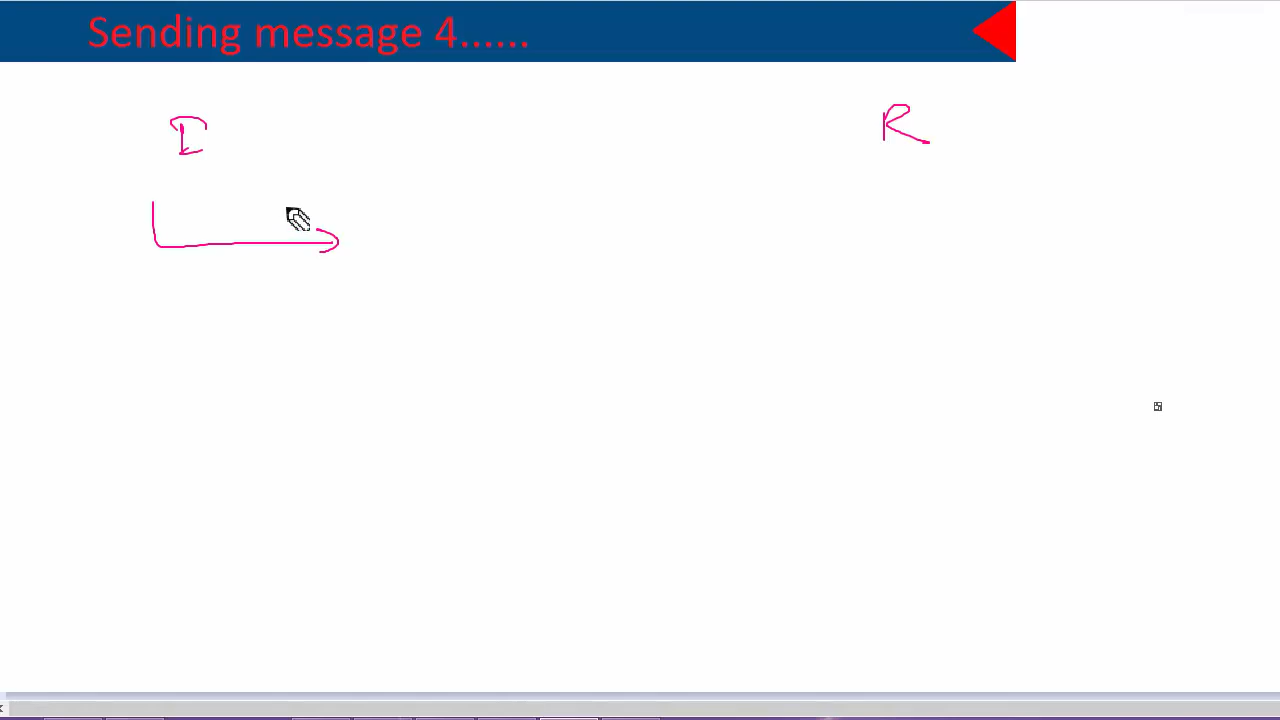 Sending message 4......
I R